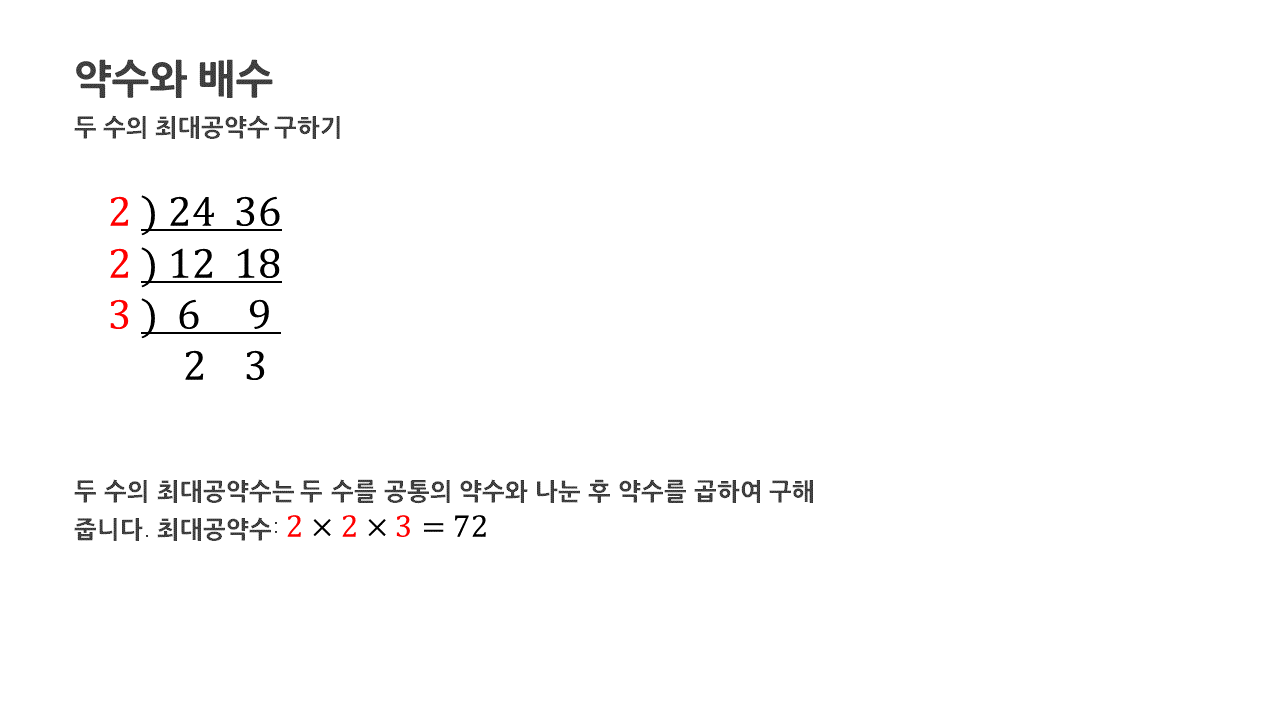 약수와 배수
두 수의 최대공약수 구하기
2 ) 24 36
2 ) 12 18
3 ) 6 9
2 3
두 수의 최대공약수는 두 수를 공통의 약수와 나눈 후 약수를 곱하여 구해
줍니다. 최대공약수: 2 × 2 × 3 = 72